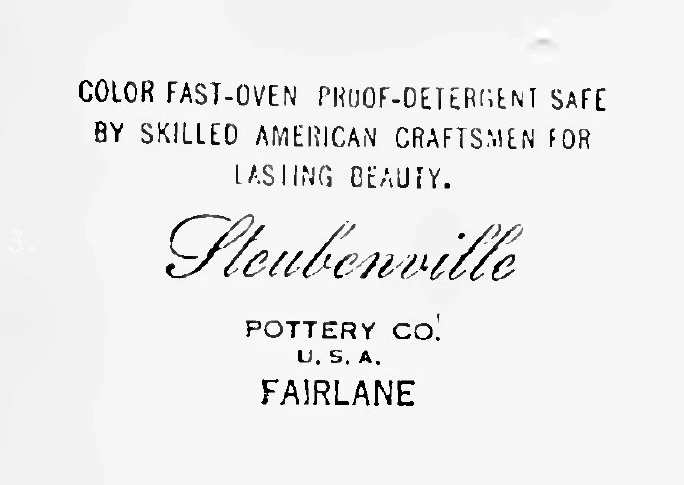 COLOR FAST-OVEN PROOF-DETERGENT SAFE
BY SKILLED AMERICAN CRAFTSMEN FOR
LASTING BEAUTY.
Steubenville
POTTERY CO.
U. S. A.
FAIRLANE